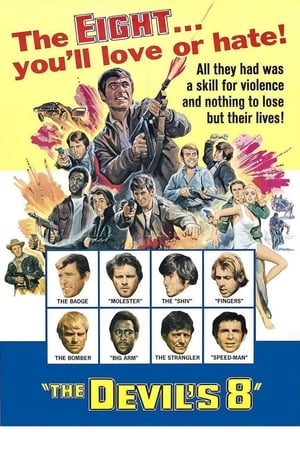 The EIGHT...
you'll love or hate!
All they had was
a skill for violence
and nothing to lose
but their lives!
THE BADGE
"MOLESTER"
THE "SHIV"
"FINGERS"
THE BOMBER
"BIG ARM"
THE STRANGLER
"SPEED-MAN"
"THE DEVIL'S 8"